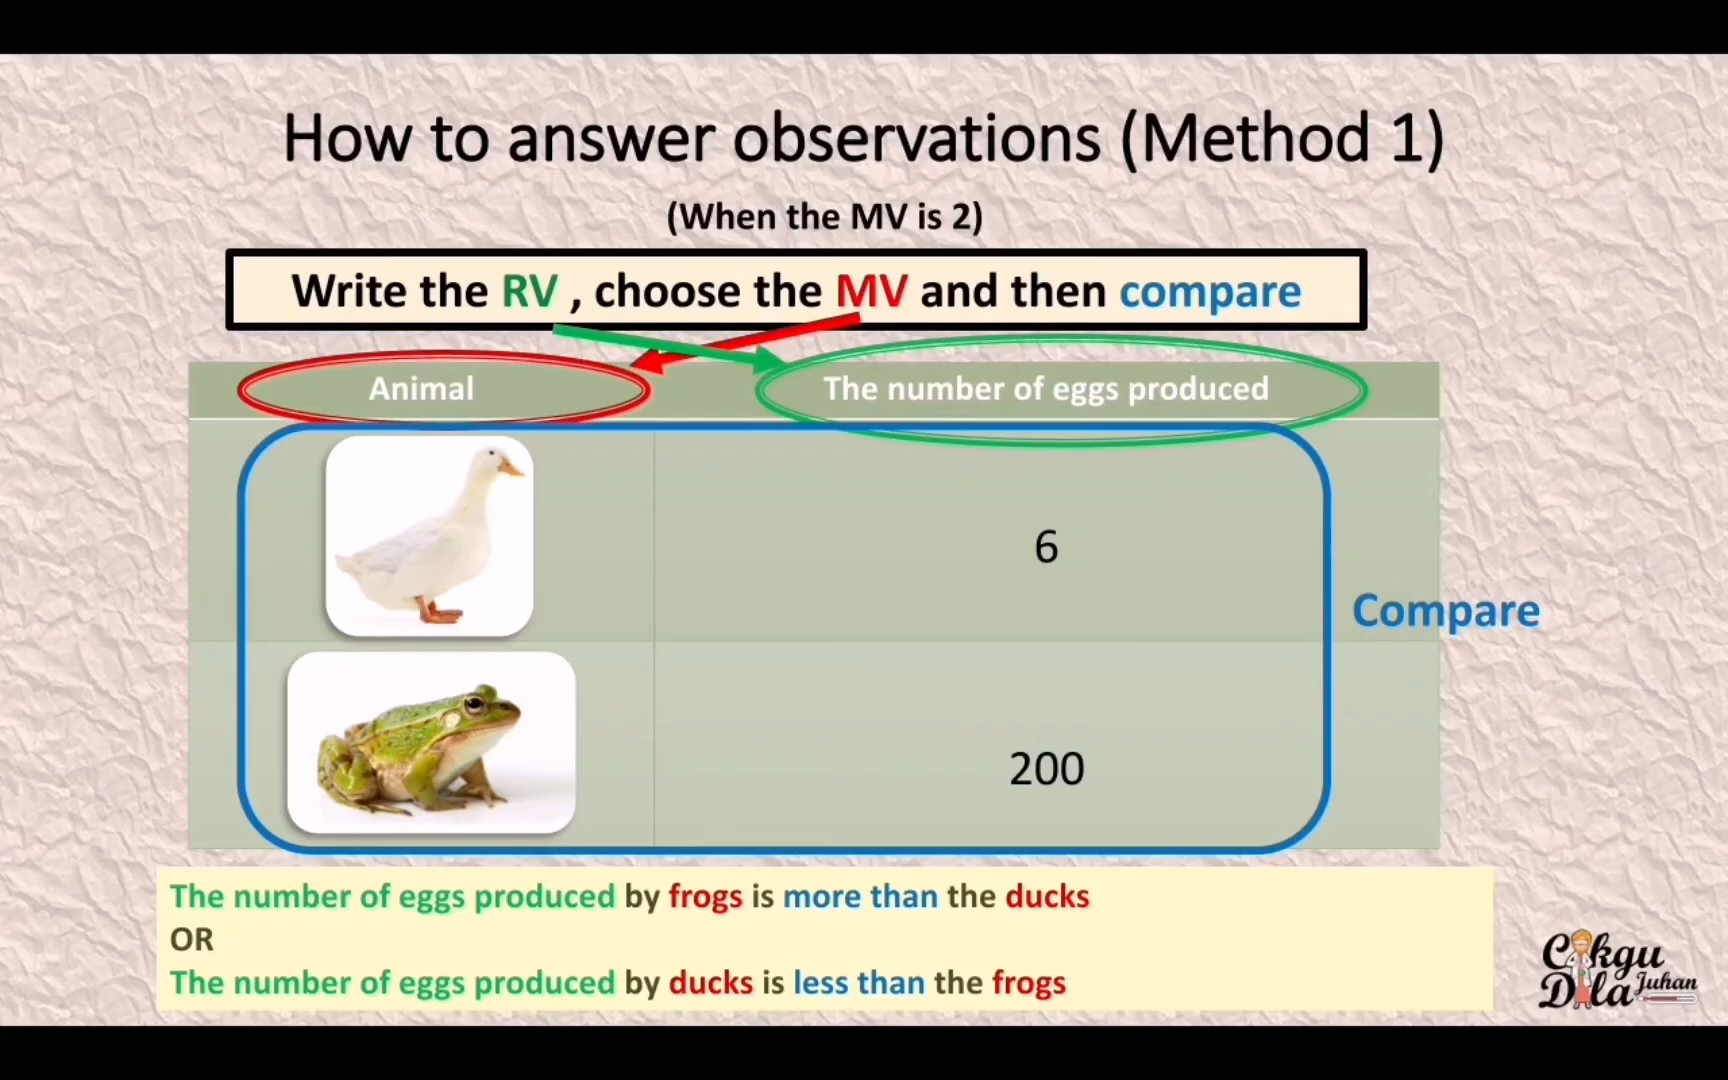 How to answer observations (Method 1)
(When the MV is 2)
Write the RV , choose the MV and then compare
Animal
The number of eggs produced
6
Compare
200
The number of eggs produced by frogs is more than the ducks
OR
The number of eggs produced by ducks is less than the frogs
Cikgu
Dila Juhan